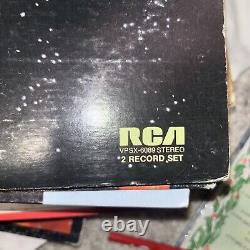 RCA
VPSX-6089 STEREO
2 RECORD SET